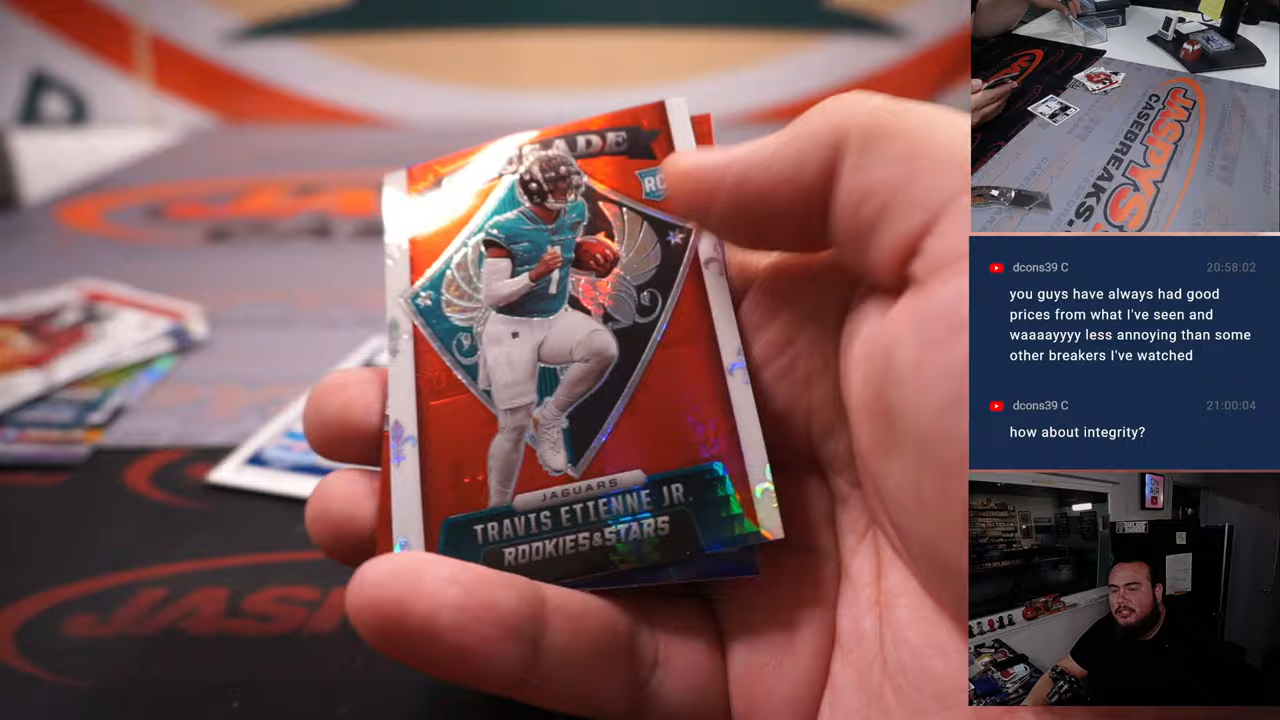 ADE
RC
1
JAGUARS
TRAVIS ETIENNE JR.
ROOKIES&STARS
JASPYS
CASEBREAKS.
dcons39 C 20:58:02
you guys have always had good
prices from what I've seen and
waaaayyy less annoying than some
other breakers I've watched
dcons39 C 21:00:04
how about integrity?
ON
AIR